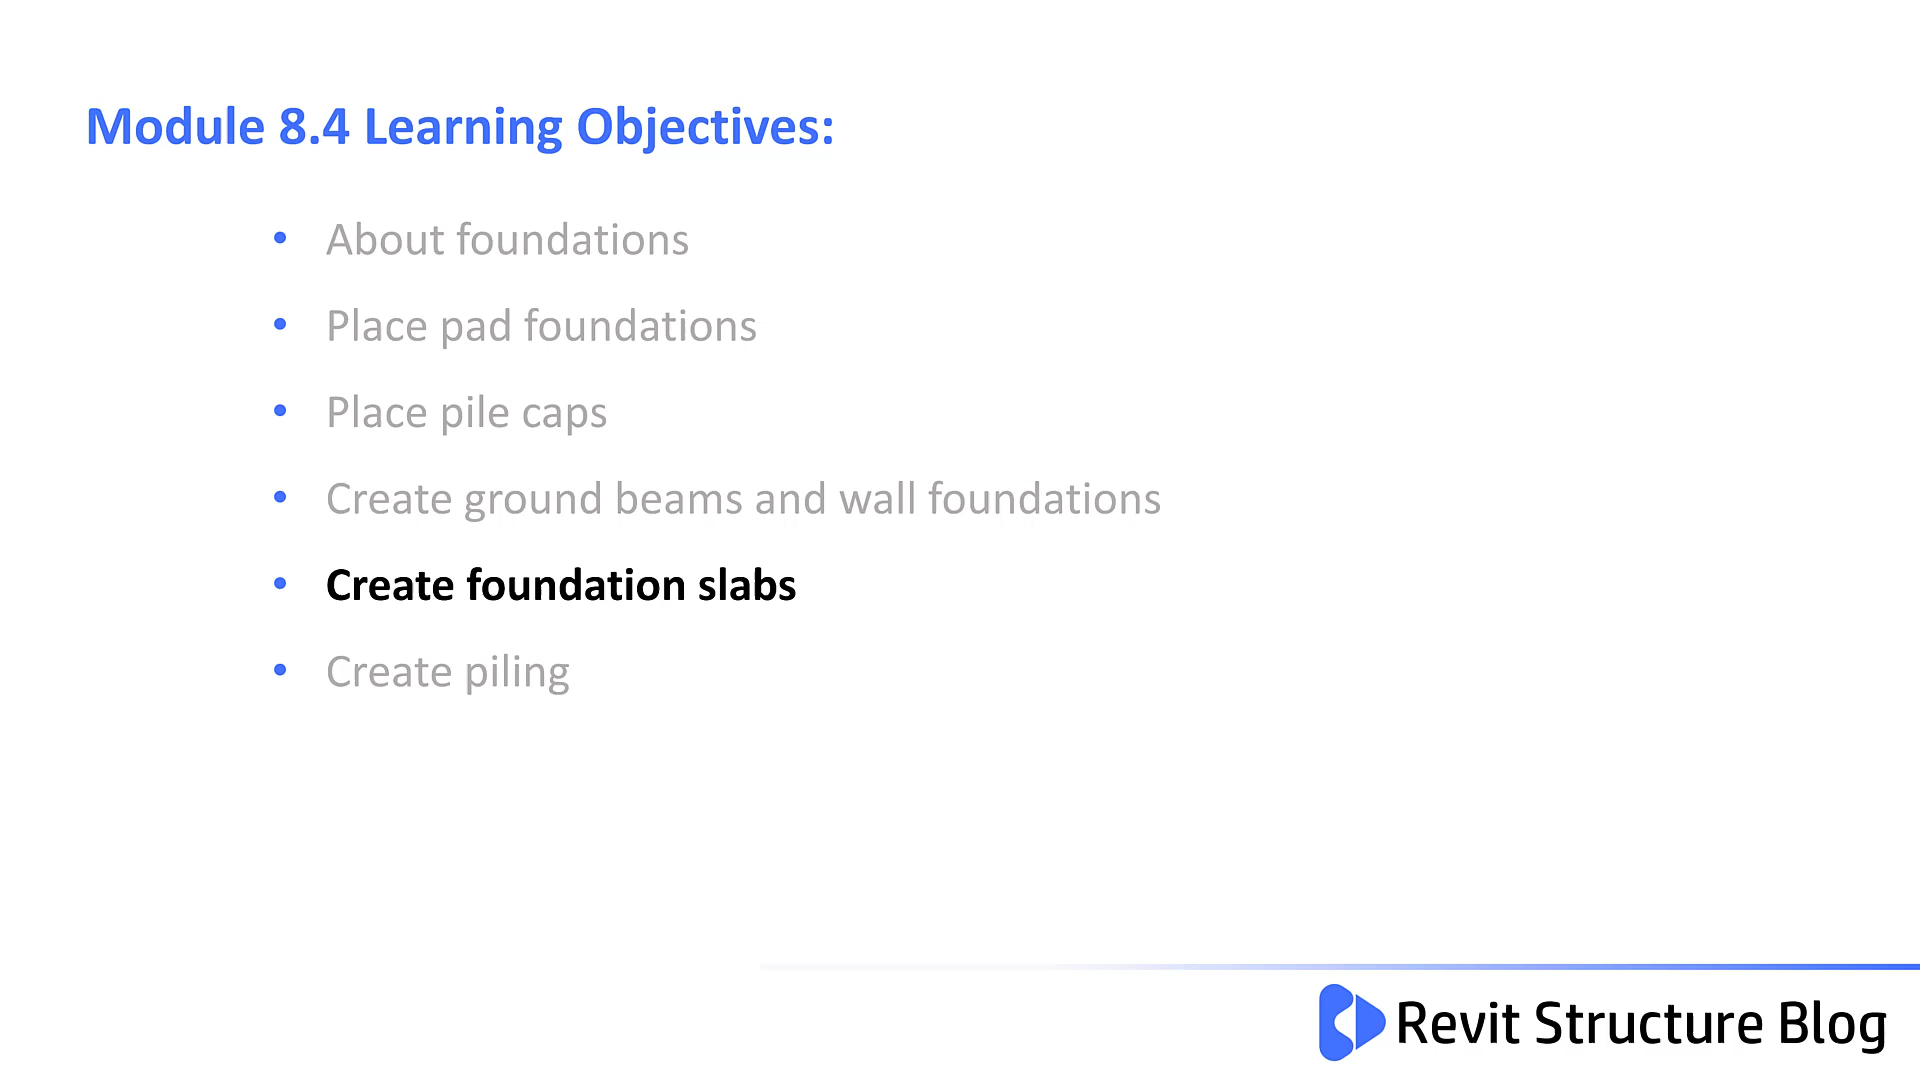 Module 8.4 Learning Objectives:
• About foundations
• Place pad foundations
• Place pile caps
• Create ground beams and wall foundations
• Create foundation slabs
• Create piling
Revit Structure Blog